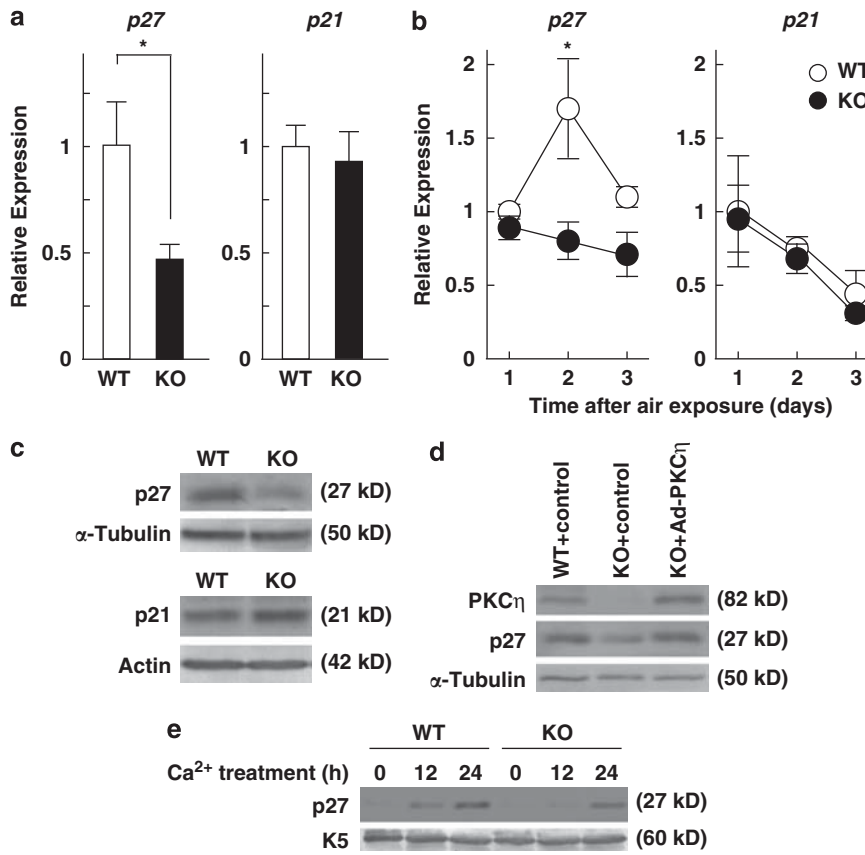 a
p27
p21
*
Relative Expression
1
0.5
0
WT KO
1
0.5
0
WT KO
b
p27
p21
*
Relative Expression
2
1.5
1
0.5
0
1 2 3
2
1.5
1
0.5
0
1 2 3
WT
KO
Time after air exposure (days)
c
WT KO
p27 (27 kD)
α-Tubulin (50 kD)
WT KO
p21 (21 kD)
Actin (42 kD)
d
WT+control
KO+control
KO+Ad-PKCη
PKCη (82 kD)
p27 (27 kD)
α-Tubulin (50 kD)
e
WT KO
Ca2+ treatment (h) 0 12 24 0 12 24
p27 (27 kD)
K5 (60 kD)